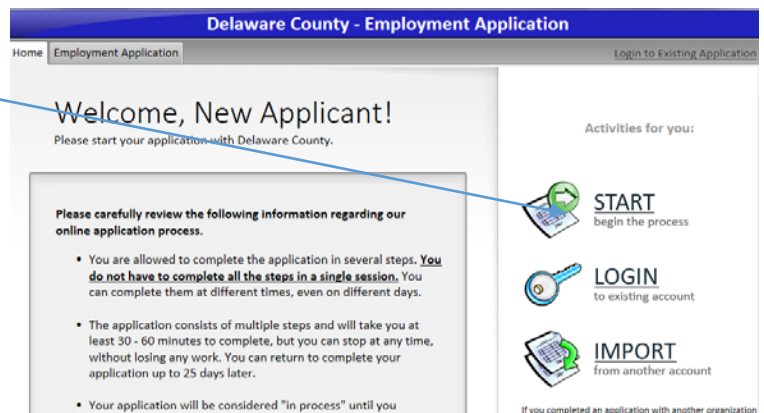 Delaware County - Employment Application
Home
Employment Application
Login to Existing Application
Welcome, New Applicant!
Please start your application with Delaware County.
Please carefully review the following information regarding our
online application process.
• You are allowed to complete the application in several steps. You
do not have to complete all the steps in a single session. You
can complete them at different times, even on different days.
• The application consists of multiple steps and will take you at
least 30 - 60 minutes to complete, but you can stop at any time,
without losing any work. You can return to complete your
application up to 25 days later.
• Your application will be considered "in process" until you
Activities for you:
START
begin the process
LOGIN
to existing account
IMPORT
from another account
If you completed an application with another organization